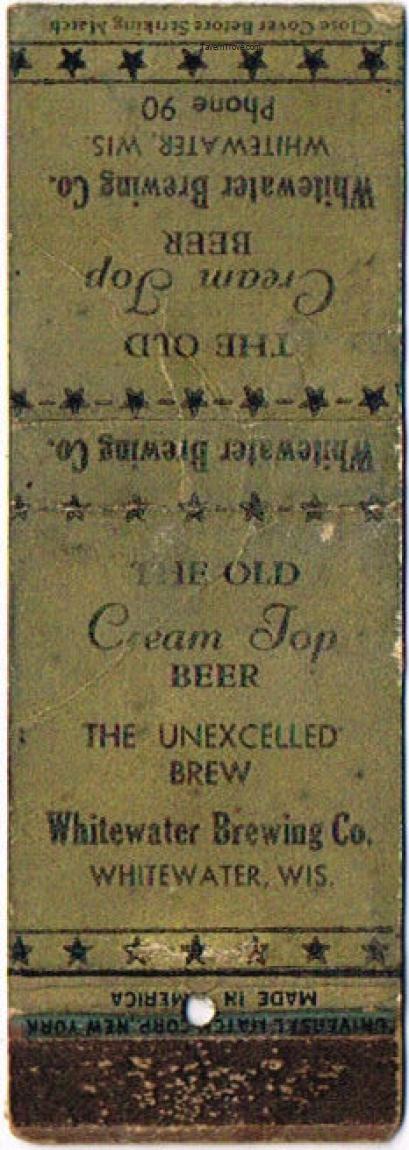 Close Cover Before Striking Match
tavernove.com
Phone 90
WHITEWATER, WIS.
Whitewater Brewing Co.
BEER
Cream Top
THE OLD
Whitewater Brewing Co.
THE OLD
Cream Top
BEER
THE UNEXCELLED
BREW
Whitewater Brewing Co.
WHITEWATER, WIS.
MADE IN AMERICA
UNIVERSAL MATCH CORP., NEW YORK